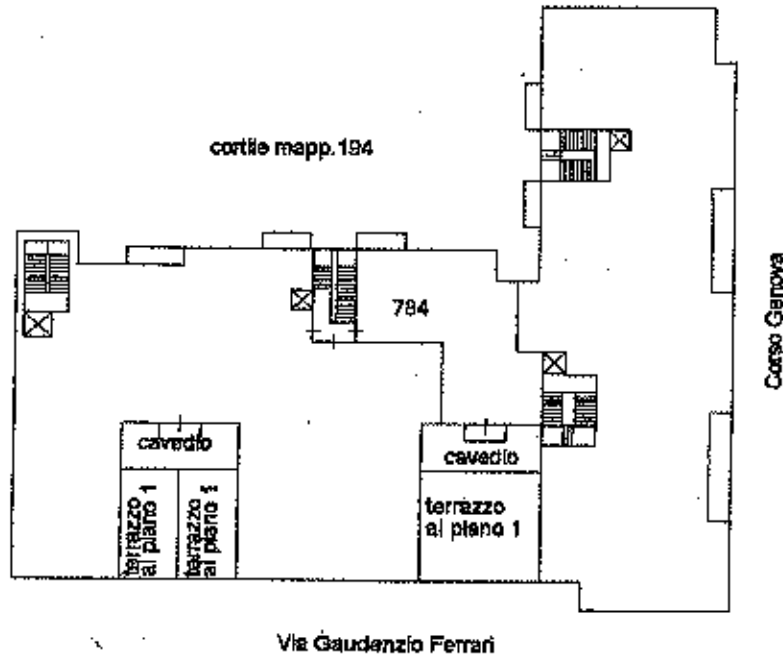 cortile mapp.194
784
Corso Genova
cavedio
cavedio
terrazzo
al piano 1
terrazzo
al piano 1
terrazzo
al piano 1
Via Gaudenzio Ferrari